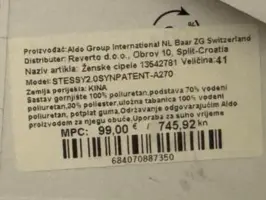 Proizvođač:Aldo Group International NL Baar ZG Switzerland
Distributer: Reverto d.o.o., Obrov 10, Split-Croatia
Naziv artikla: Ženske cipele 13542781 Veličina:41
Model:STESSY2.0SYNPATENT-A270
Zemlja porijekla: KINA
Sastav gornjište 100% poliuretan,podstava 70% vodeni
poliuretan,30% poliester,uložna tabanica 100% vodeni
poliuretan, potplat guma,Održavanje odgovarajućim Aldo
proizvodom za njegu obuće,Uporaba za suho vrijeme
MPC: 99,00 € / 745,92 kn
684070887350